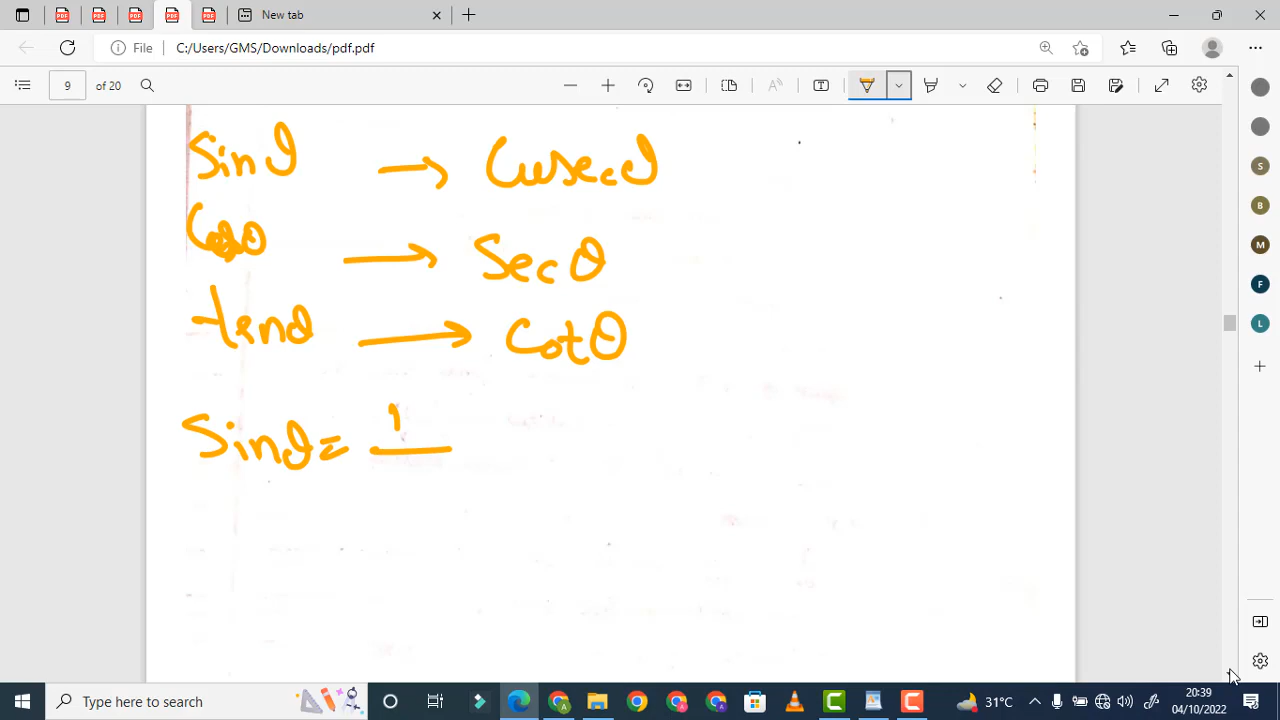 New tab
File C:/Users/GMS/Downloads/pdf.pdf
9 of 20
Sinθ → Cosecθ
Cosθ → Secθ
tanθ → Cotθ
Sinθ = 1
S
B
M
F
L
Type here to search
31°C
20:39
04/10/2022